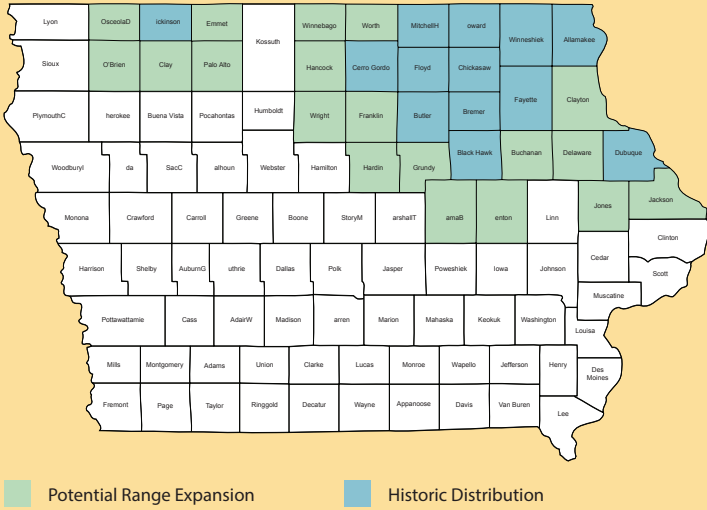 Lyon OsceolaD ickinson Emmet Kossuth Winnebago Worth MitchellH oward Winneshiek Allamakee
Sioux O'Brien Clay Palo Alto Hancock Cerro Gordo Floyd Chickasaw
PlymouthC herokee Buena Vista Pocahontas Humboldt Wright Franklin Butler Bremer Fayette Clayton
Woodburyl da SacC alhoun Webster Hamilton Hardin Grundy Black Hawk Buchanan Delaware Dubuque
Monona Crawford Carroll Greene Boone StoryM arshallT amaB enton Linn Jones Jackson
Clinton
Harrison Shelby AuburnG uthrie Dallas Polk Jasper Poweshiek Iowa Johnson Cedar Scott
Muscatine
Pottawattamie Cass AdairW Madison arren Marion Mahaska Keokuk Washington Louisa
Mills Montgomery Adams Union Clarke Lucas Monroe Wapello Jefferson Henry Des
Moines
Fremont Page Taylor Ringgold Decatur Wayne Appanoose Davis Van Buren Lee
Potential Range Expansion Historic Distribution